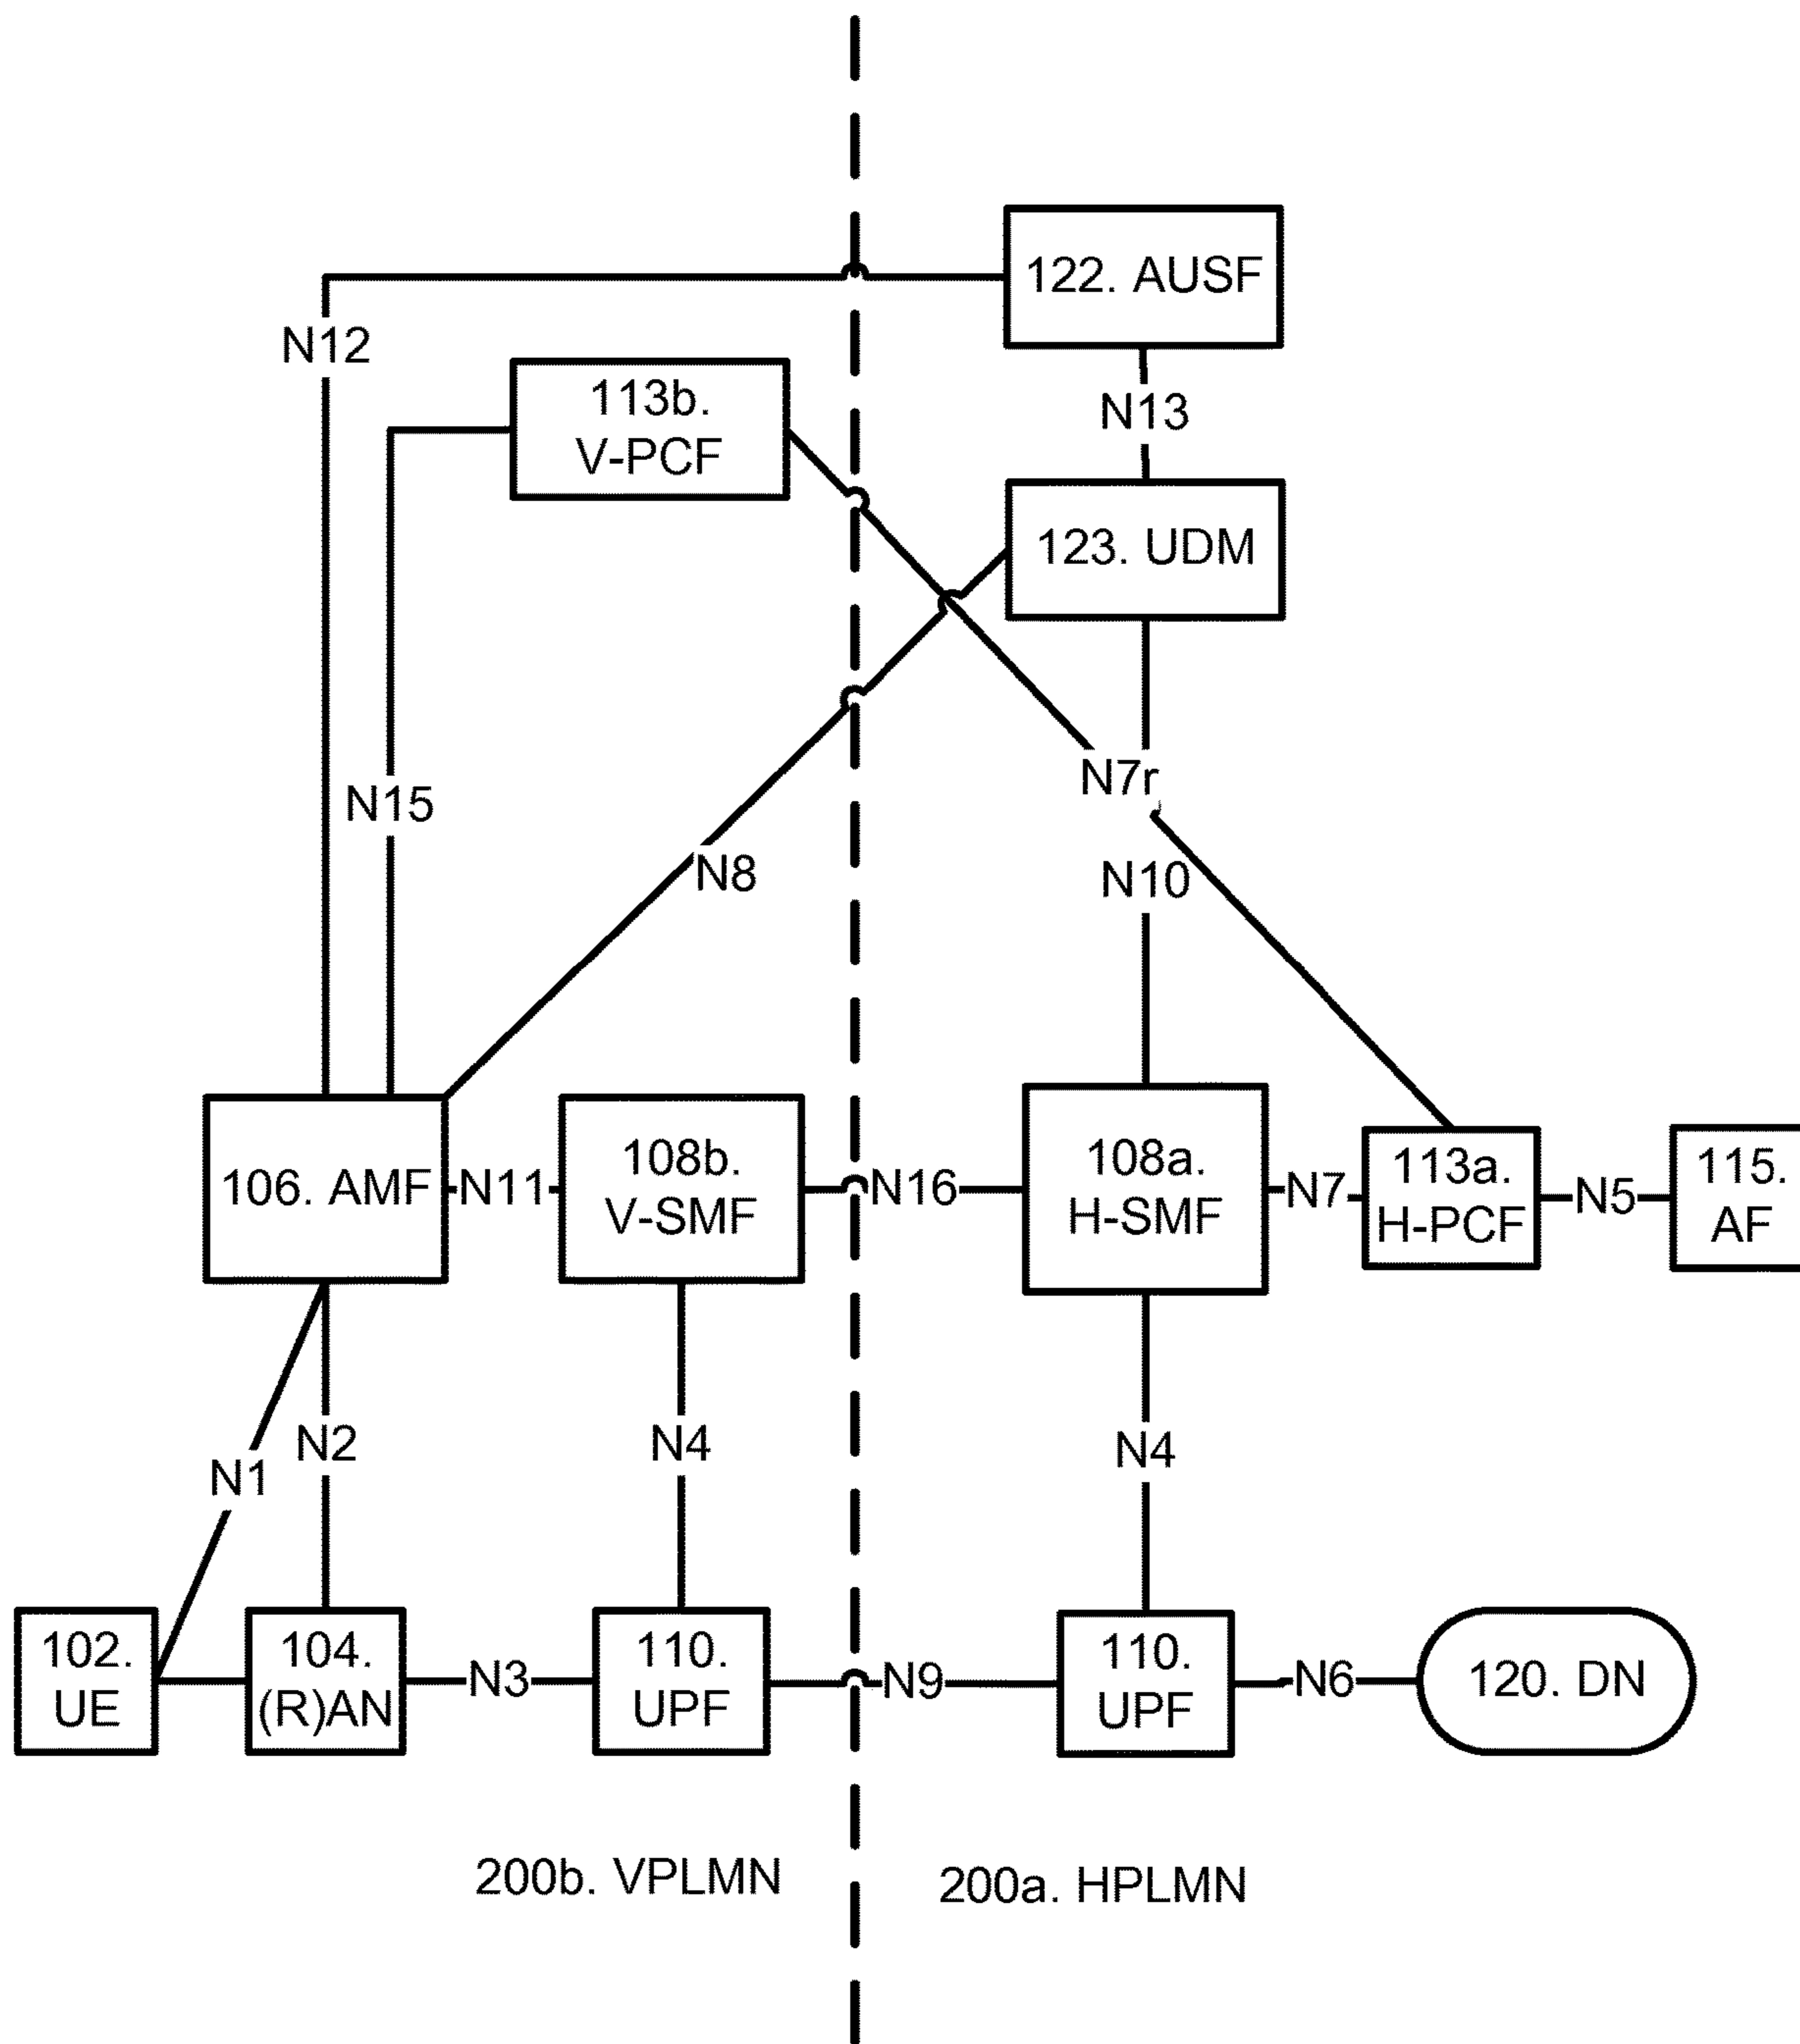 122. AUSF
N12
113b.
V-PCF
N13
123. UDM
N7r
N15
N8
N10
106. AMF
N11
108b.
V-SMF
N16
108a.
H-SMF
N7
113a.
H-PCF
N5
115.
AF
N1
N2
N4
N4
102.
UE
104.
(R)AN
N3
110.
UPF
N9
110.
UPF
N6
120. DN
200b. VPLMN
200a. HPLMN